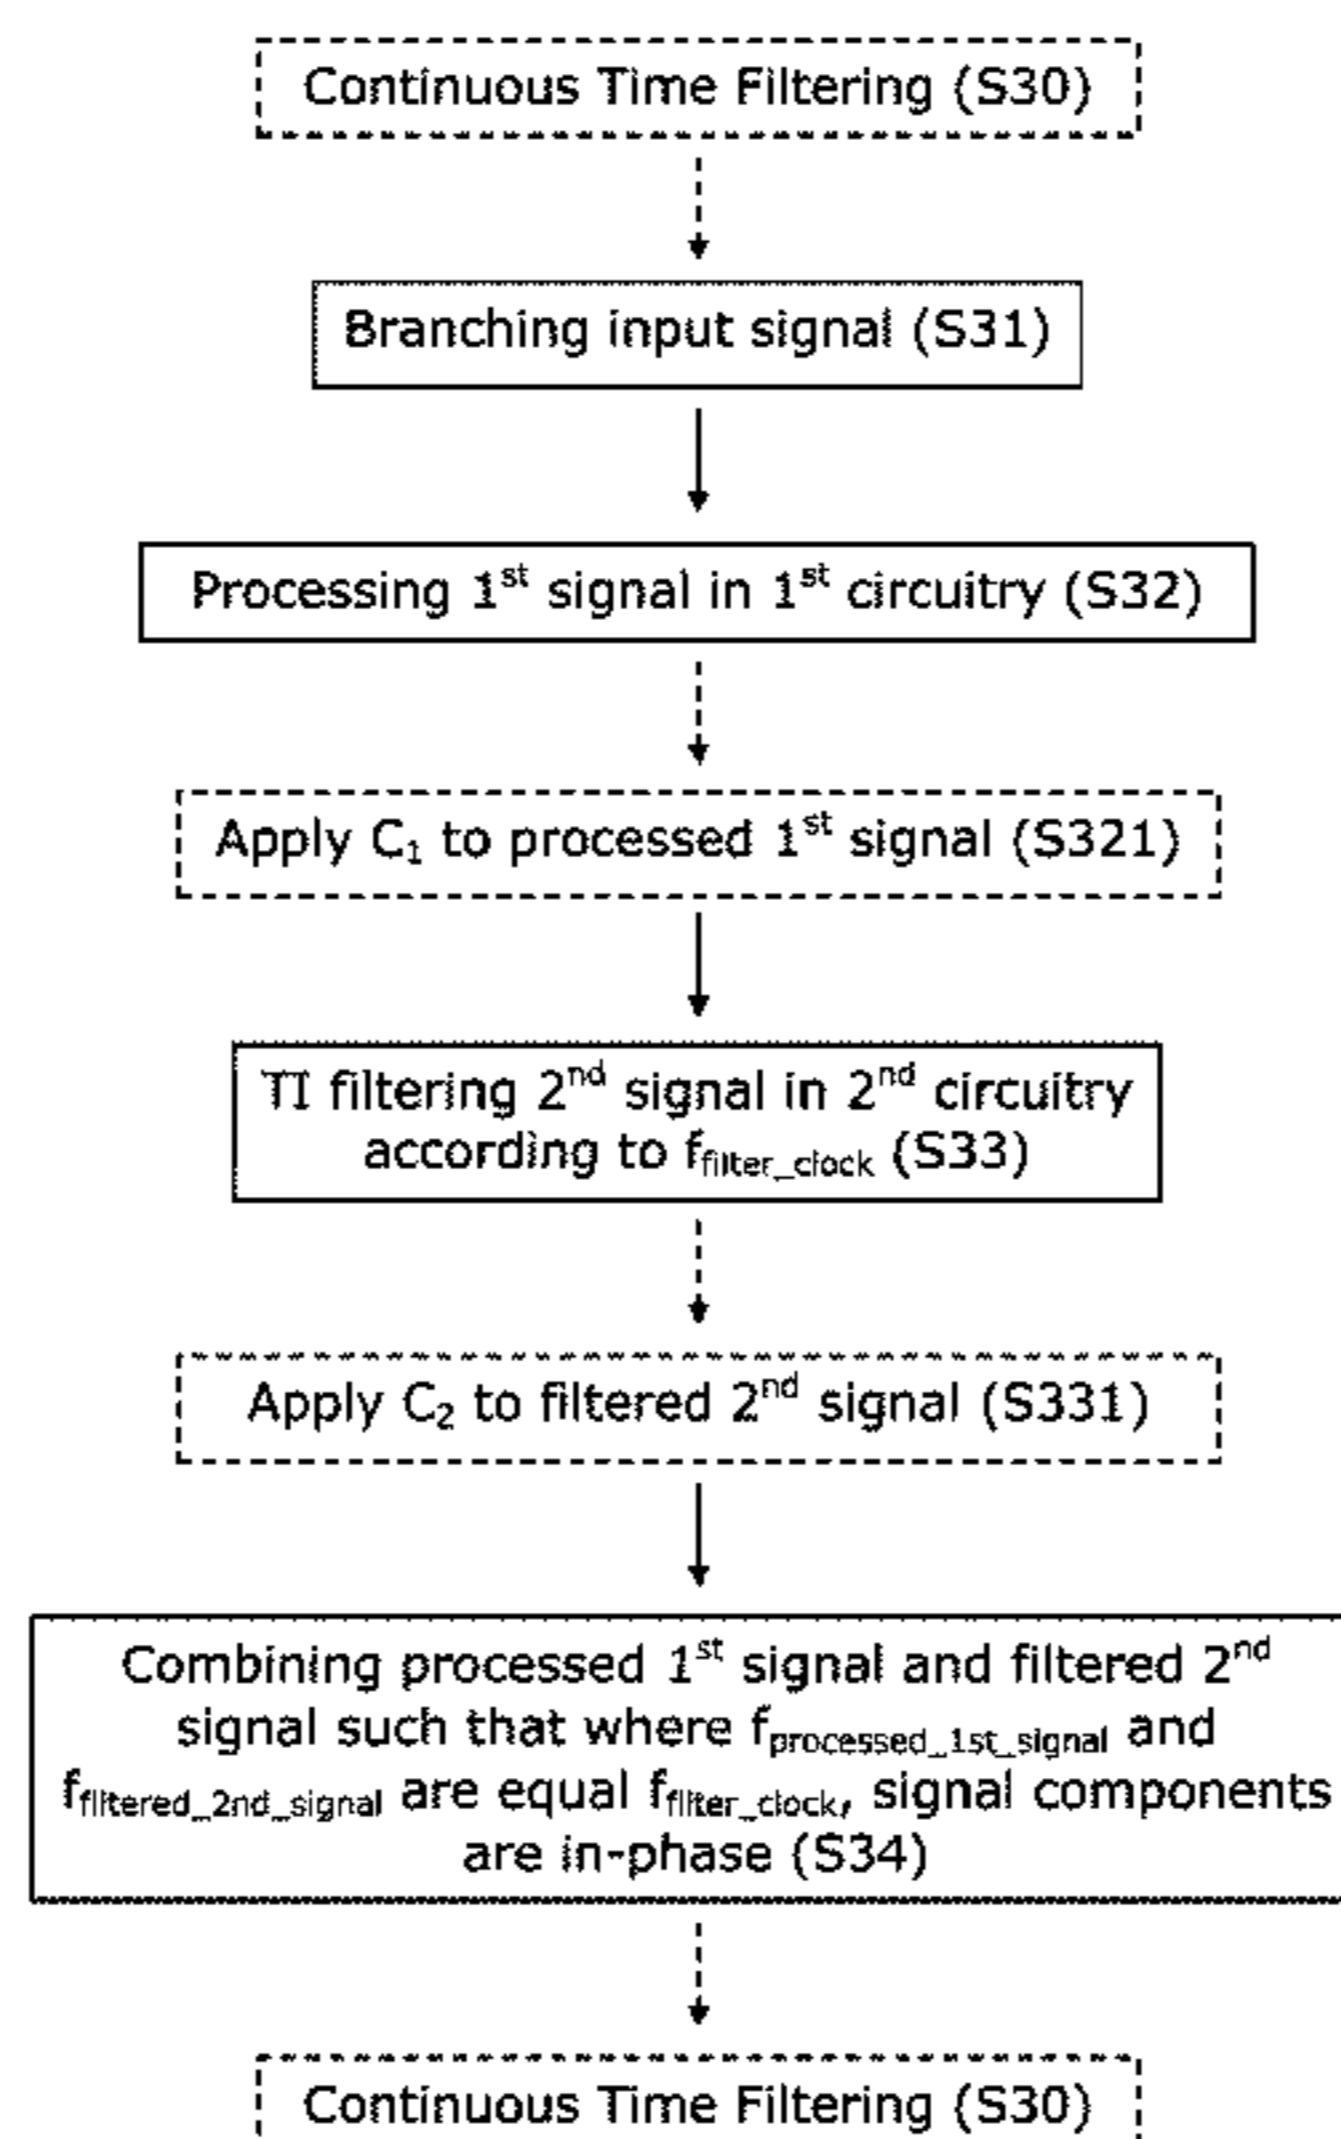 Continuous Time Filtering (S30)
Branching input signal (S31)
Processing 1st signal in 1st circuitry (S32)
Apply C1 to processed 1st signal (S321)
TI filtering 2nd signal in 2nd circuitry
according to ffilter_clock (S33)
Apply C2 to filtered 2nd signal (S331)
Combining processed 1st signal and filtered 2nd
signal such that where fprocessed_1st_signal and
ffiltered_2nd_signal are equal ffilter_clock, signal components
are in-phase (S34)
Continuous Time Filtering (S30)